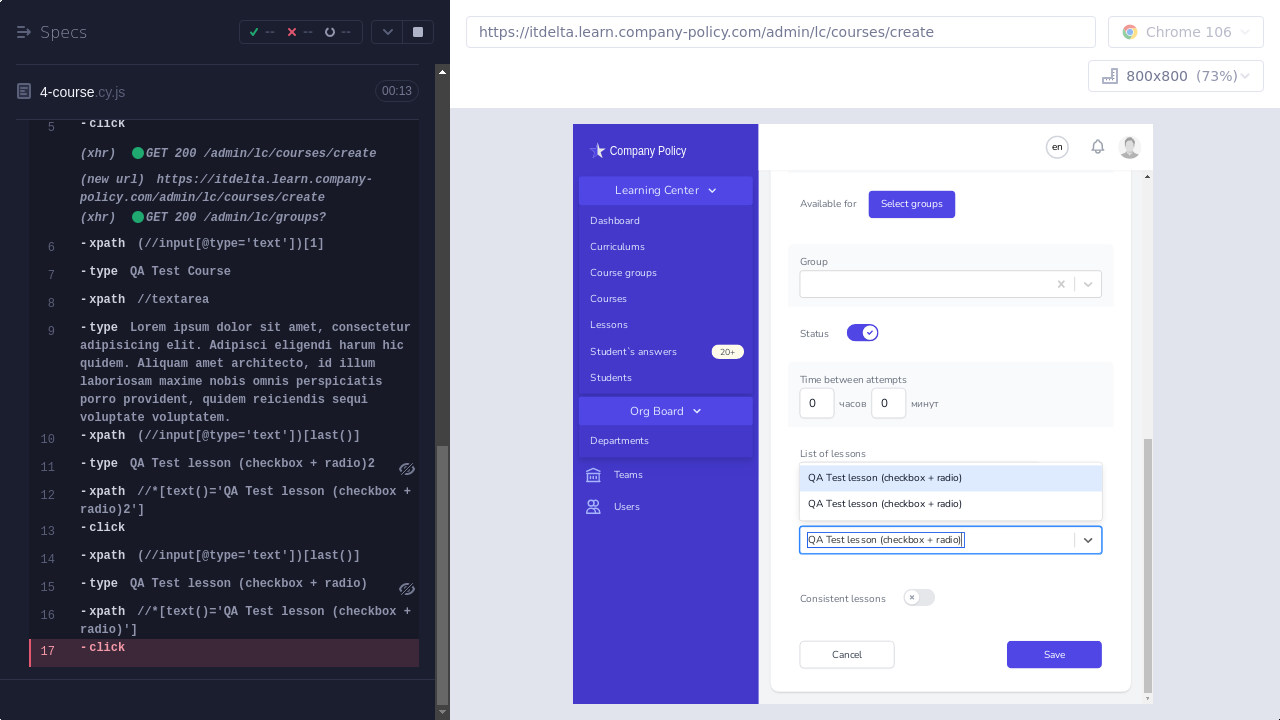 Specs
--
--
--
4-course.cy.js
00:13
5
-click
(xhr) GET 200 /admin/lc/courses/create
(new url) https://itdelta.learn.company-
policy.com/admin/lc/courses/create
(xhr) GET 200 /admin/lc/groups?
6 -xpath (//input[@type='text'])[1]
7 -type QA Test Course
8 -xpath //textarea
9 -type Lorem ipsum dolor sit amet, consectetur
adipisicing elit. Adipisci eligendi harum hic
quidem. Aliquam amet architecto, id illum
laboriosam maxime nobis omnis perspiciatis
porro provident, quidem reiciendis sequi
voluptate voluptatem.
10 -xpath (//input[@type='text'])[last()]
11 -type QA Test lesson (checkbox + radio)2
12 -xpath //*[text()='QA Test lesson (checkbox +
radio)2']
13 -click
14 -xpath (//input[@type='text'])[last()]
15 -type QA Test lesson (checkbox + radio)
16 -xpath //*[text()='QA Test lesson (checkbox +
radio)']
17 -click
https://itdelta.learn.company-policy.com/admin/lc/courses/create
Chrome 106
800x800 (73%)
Company Policy
Learning Center
Dashboard
Curriculums
Course groups
Courses
Lessons
Student`s answers 20+
Students
Org Board
Departments
Teams
Users
en
Available for Select groups
Group
Status
Time between attempts
0 часов 0 минут
List of lessons
QA Test lesson (checkbox + radio)
QA Test lesson (checkbox + radio)
QA Test lesson (checkbox + radio)
Consistent lessons
Cancel
Save